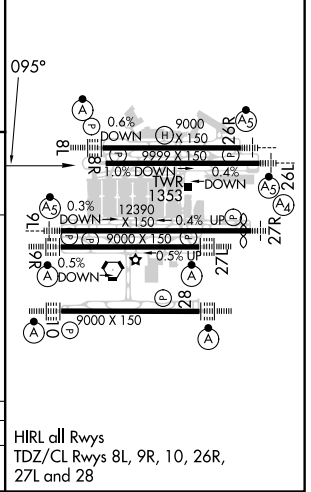 095°
A
P
0.6%
DOWN
H
9000
X 150
26R
A5
8L
8R
P
9999 X 150
P
1.0% DOWN
0.4%
DOWN
26L
A5
A4
TWR
1353
A5
9L
0.3%
DOWN
12390
X 150
0.4% UP
P
27R
9R
P
P
9000 X 150
0.5% UP
27L
A
0.5%
DOWN
A
10
P
9000 X 150
P
28
A
A
HIRL all Rwys
TDZ/CL Rwys 8L, 9R, 10, 26R,
27L and 28